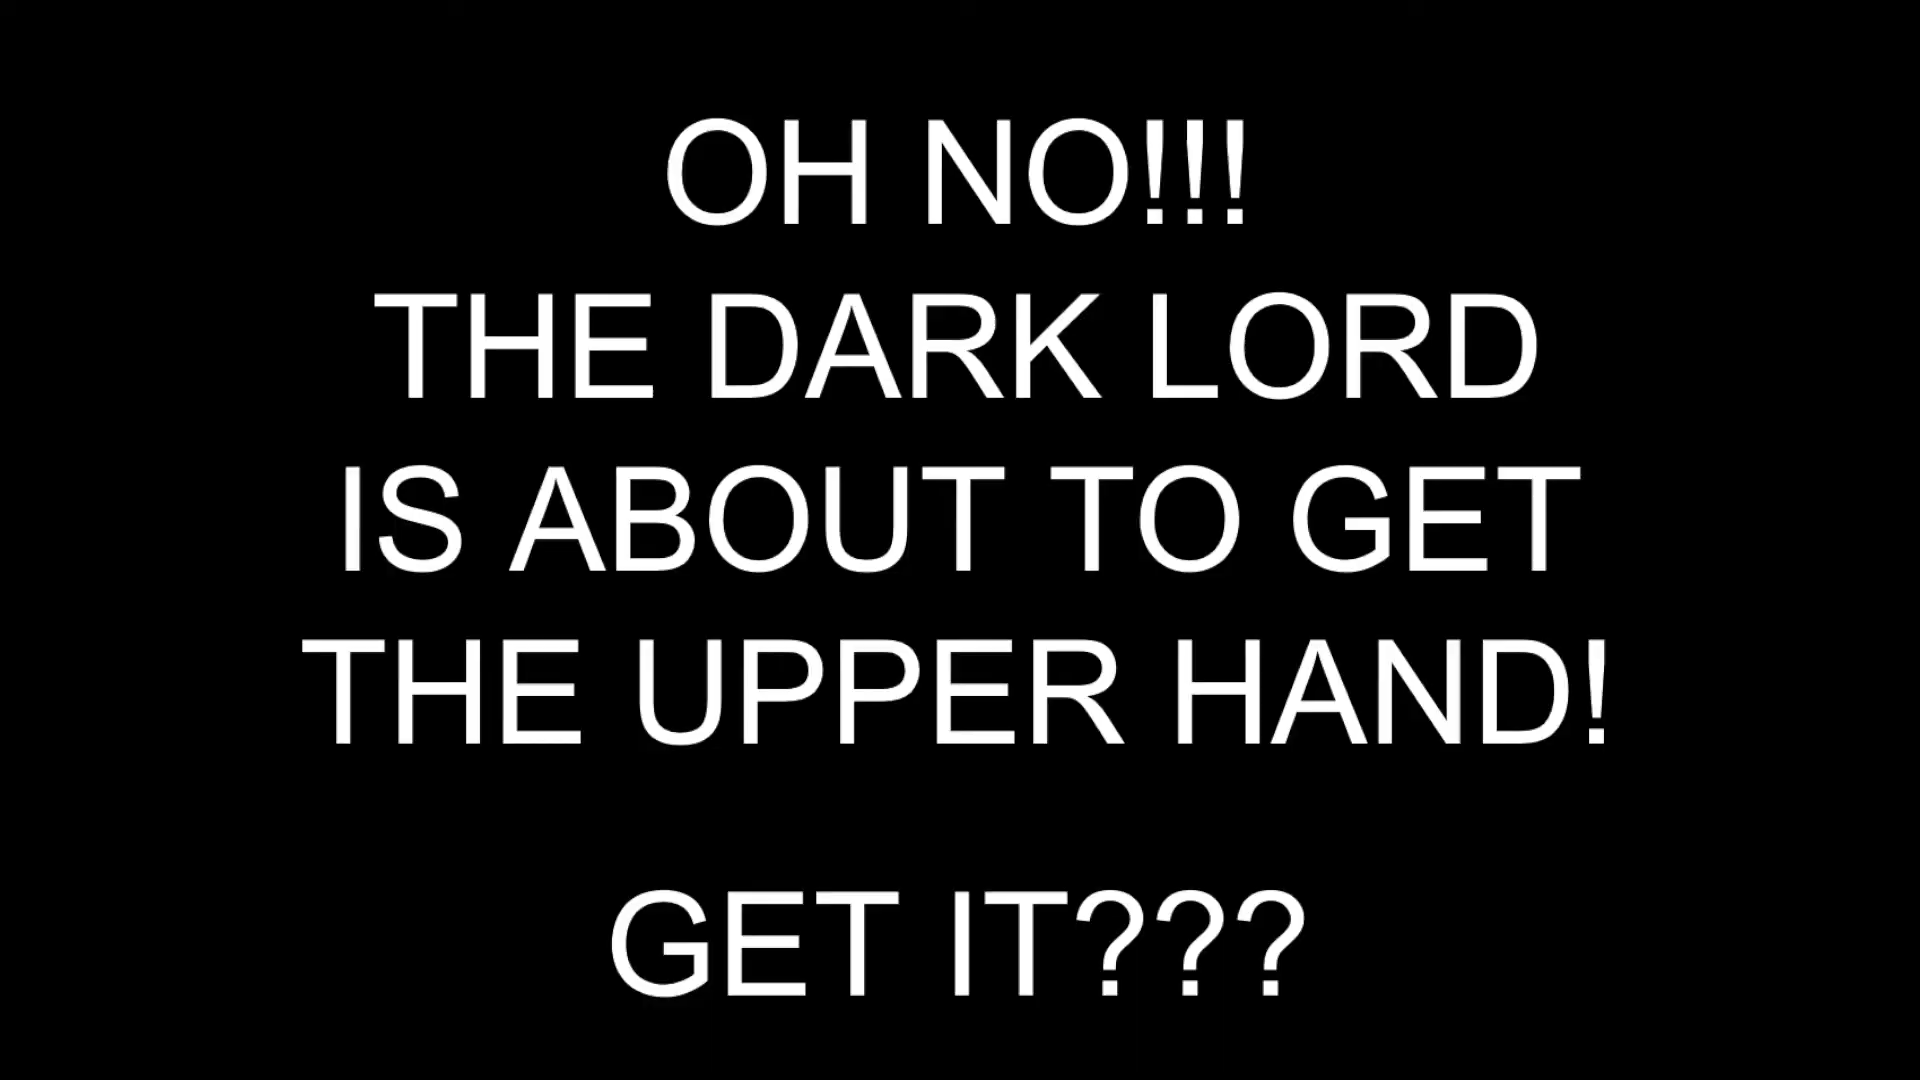 OH NO!!!
THE DARK LORD
IS ABOUT TO GET
THE UPPER HAND!
GET IT???